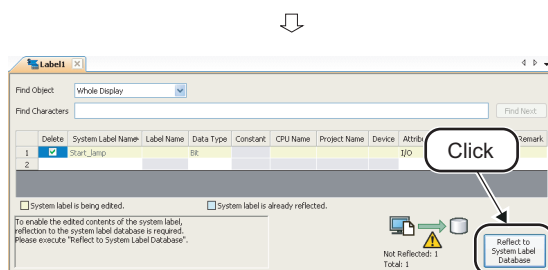 Label1
Find Object Whole Display
Find Characters Find Next
Delete System Label Name Label Name Data Type Constant CPU Name Project Name Device Attrib Remark
1 Start_lamp Bit I/O
2
Click
System label is being edited. System label is already reflected.
To enable the edited contents of the system label,
reflection to the system label database is required.
Please execute "Reflect to System Label Database".
Not Reflected: 1
Total: 1
Reflect to
System Label
Database